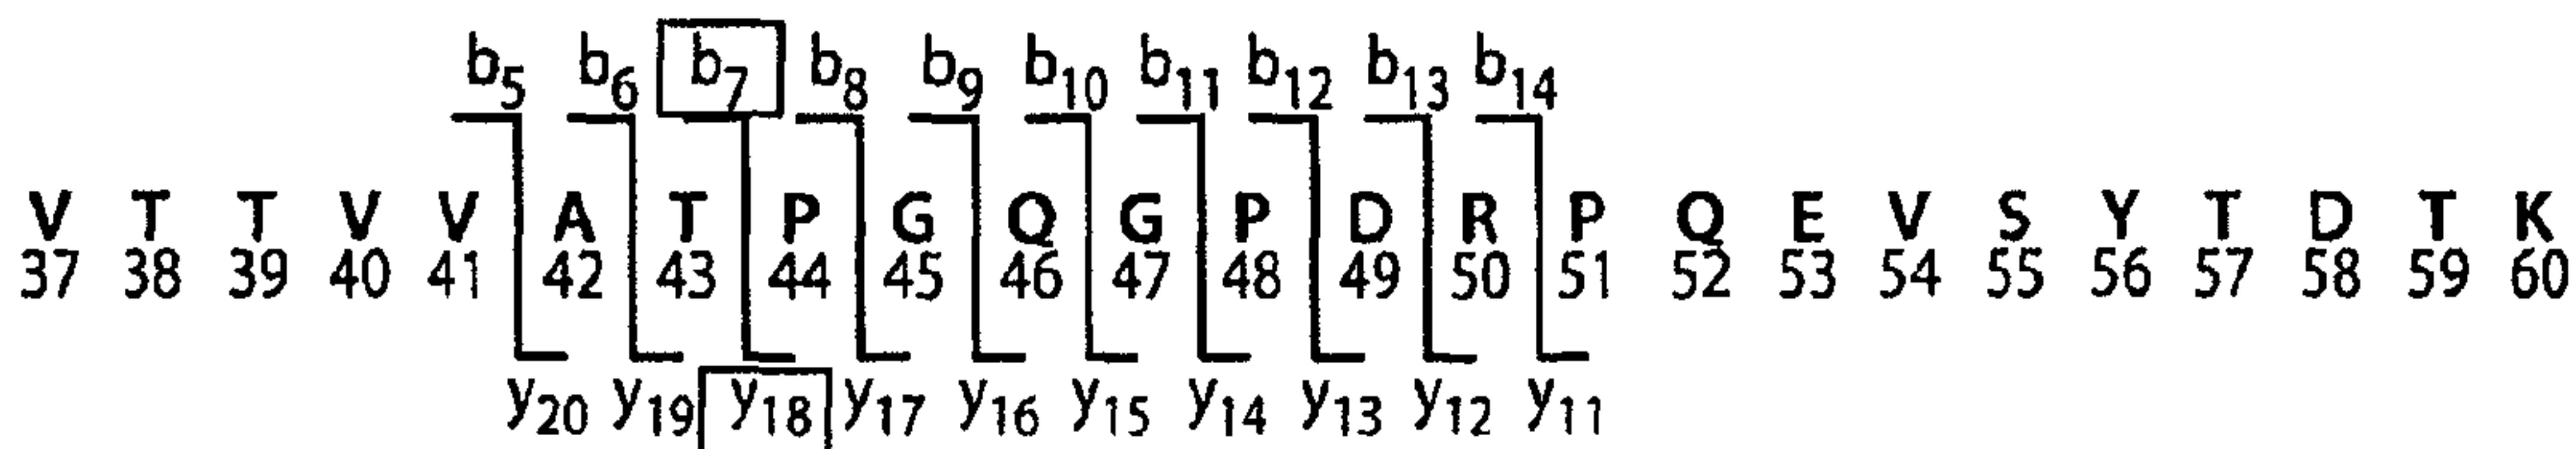 b5 b6 b7 b8 b9 b10 b11 b12 b13 b14
V T T V V A T P G Q G P D R P Q E V S Y T D T K
37 38 39 40 41 42 43 44 45 46 47 48 49 50 51 52 53 54 55 56 57 58 59 60
y20 y19 y18 y17 y16 y15 y14 y13 y12 y11